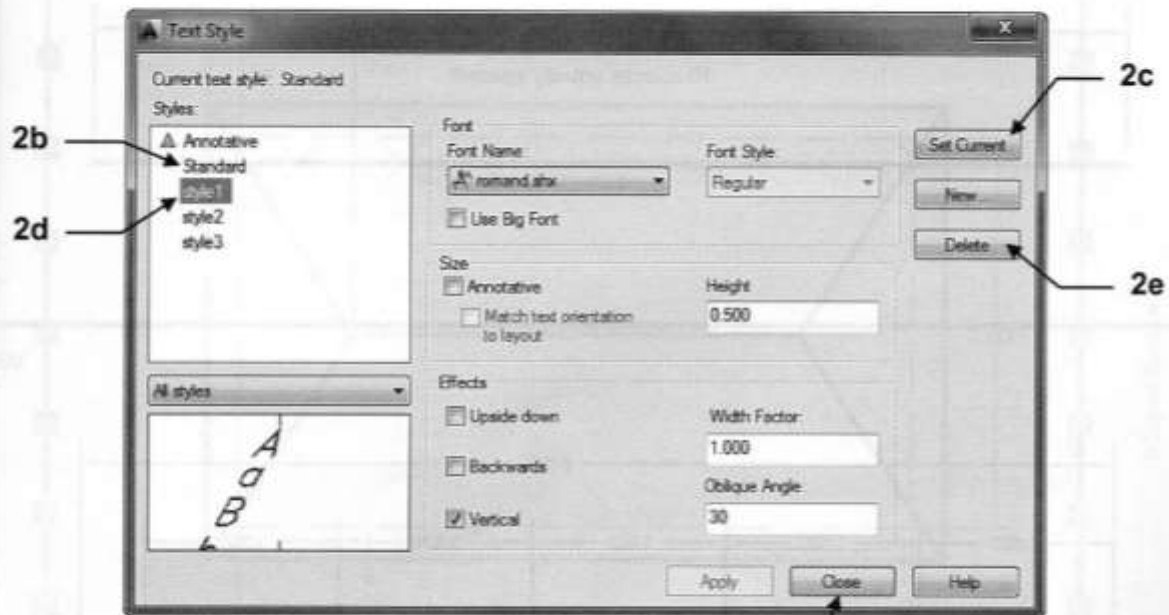 Text Style
X
Current text style: Standard
Styles:
Annotative
Standard
style1
style2
style3
All styles
A
a
B
Font
Font Name
romand.shx
Use Big Font
Font Style
Regular
Size
Annotative
Match text orientation
to layout
Height
0.500
Effects
Upside down
Backwards
Vertical
Width Factor:
1.000
Oblique Angle
30
Set Current
New...
Delete
Apply
Close
Help
2b
2d
2c
2e